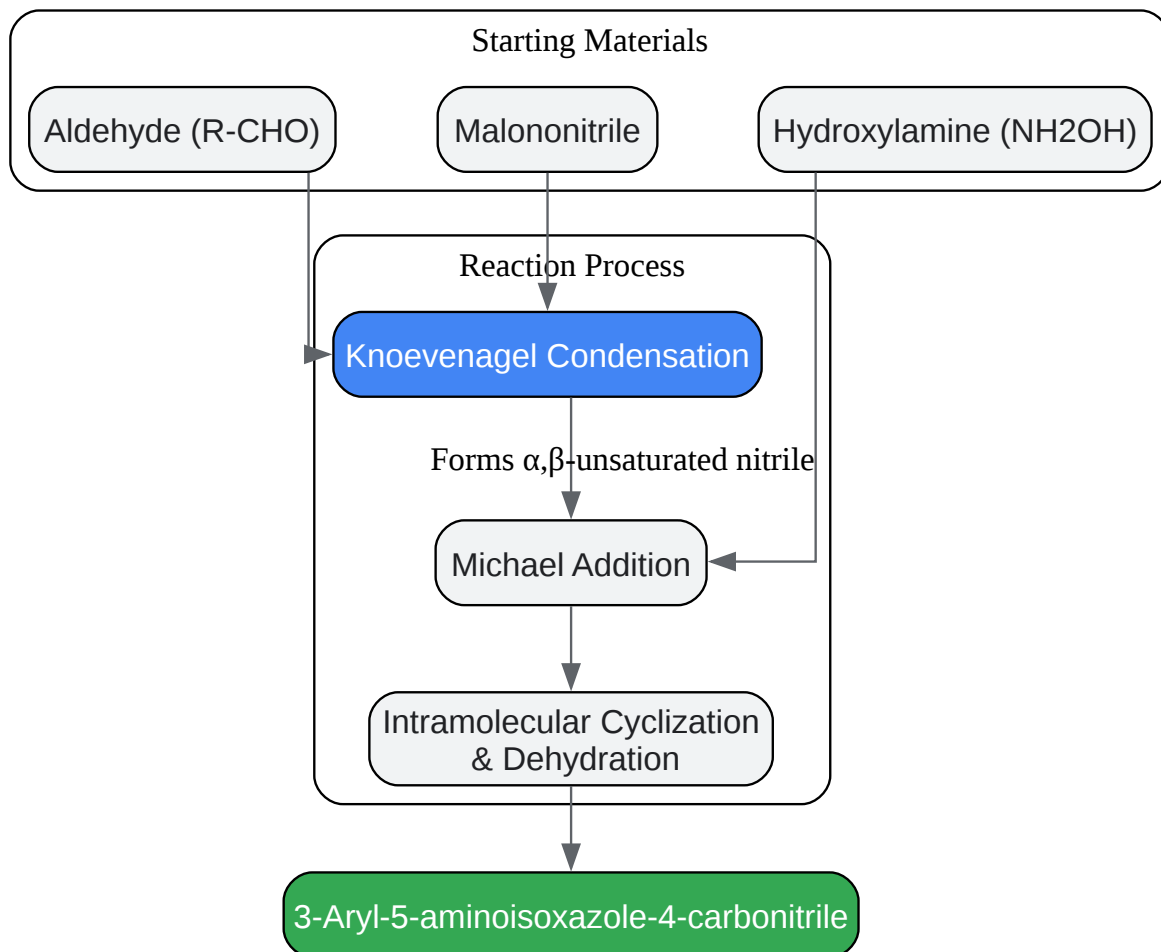 Starting Materials
Aldehyde (R-CHO)
Malononitrile
Hydroxylamine (NH2OH)
Reaction Process
Knoevenagel Condensation
Forms α,β-unsaturated nitrile
Michael Addition
Intramolecular Cyclization
& Dehydration
3-Aryl-5-aminoisoxazole-4-carbonitrile